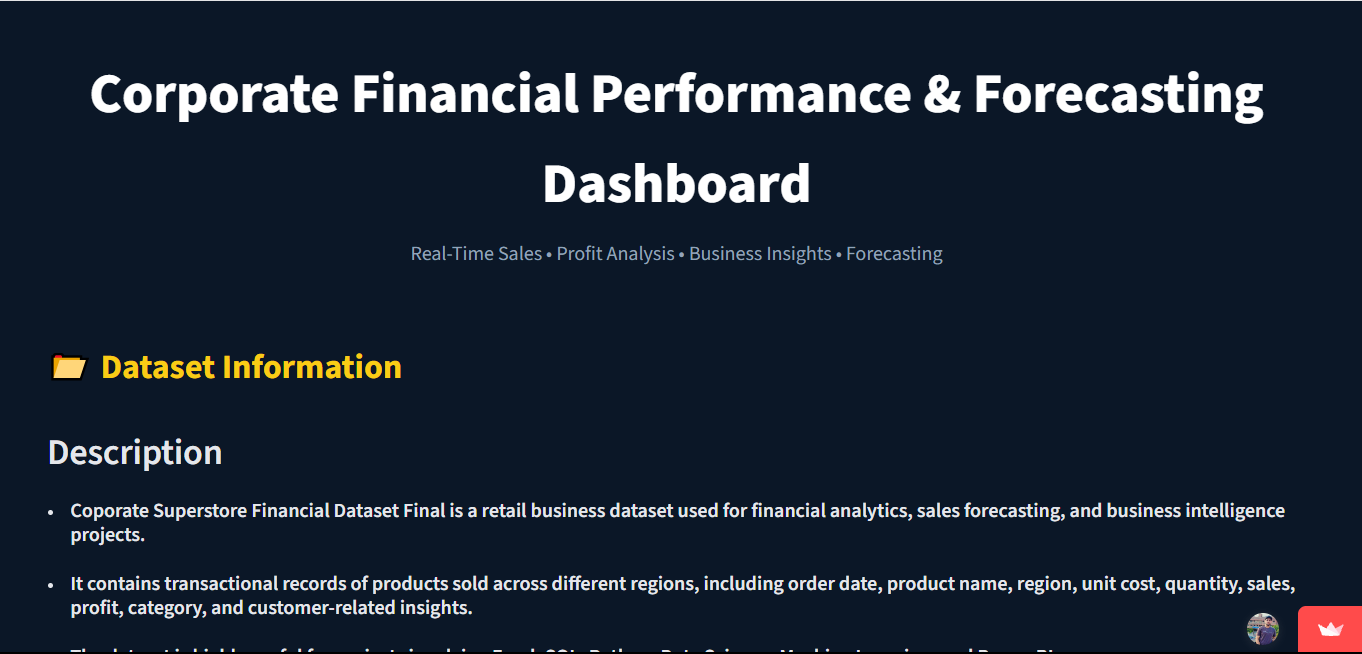 Corporate Financial Performance & Forecasting
Dashboard
Real-Time Sales • Profit Analysis • Business Insights • Forecasting
Dataset Information
Description
• Coporate Superstore Financial Dataset Final is a retail business dataset used for financial analytics, sales forecasting, and business intelligence
projects.
• It contains transactional records of products sold across different regions, including order date, product name, region, unit cost, quantity, sales,
profit, category, and customer-related insights.